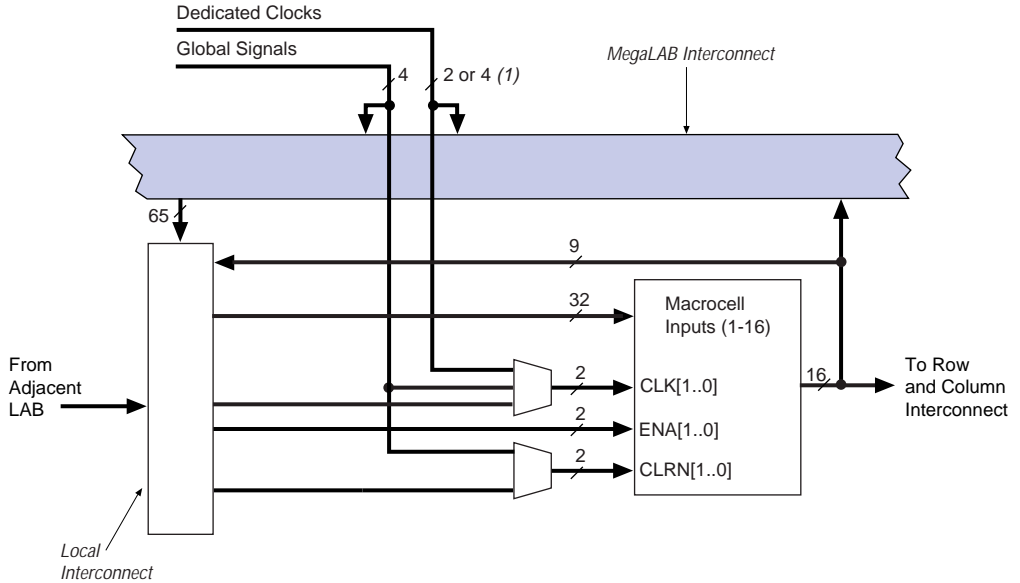 Dedicated Clocks
Global Signals
MegaLAB Interconnect
4
2 or 4 (1)
65
9
32
Macrocell
Inputs (1-16)
From
Adjacent
LAB
2
CLK[1..0]
16
To Row
and Column
Interconnect
2
ENA[1..0]
2
CLRN[1..0]
Local
Interconnect